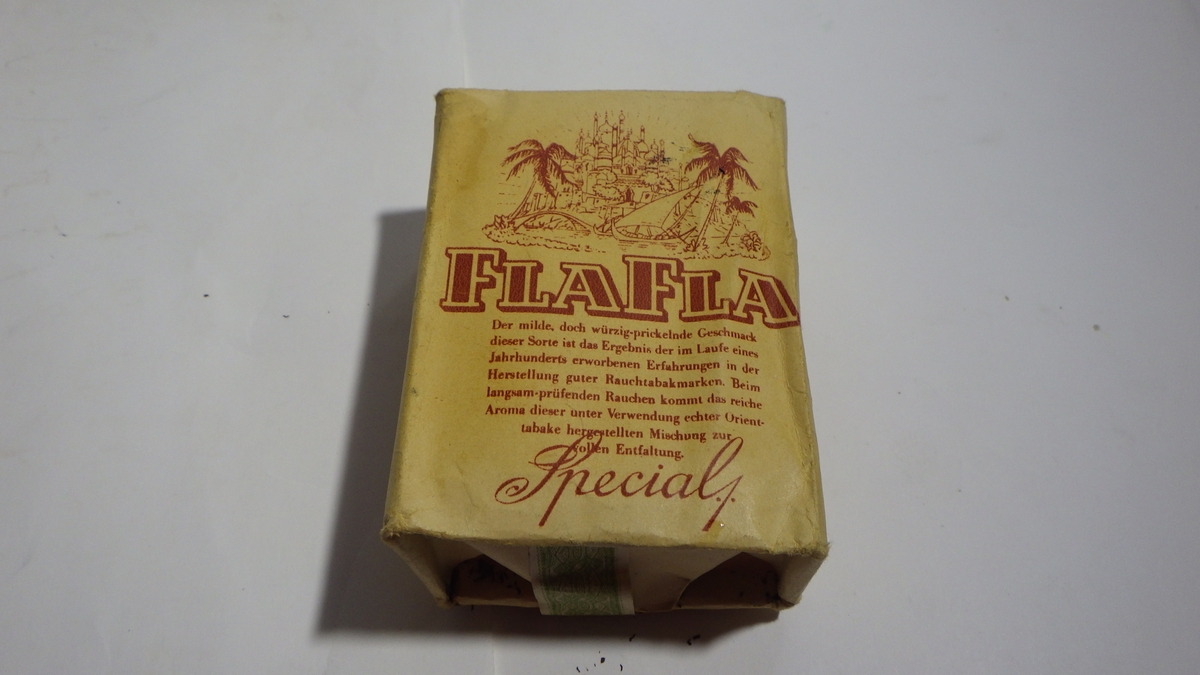 FLAFLA
Der milde, doch würzig-prickelnde Geschmack
dieser Sorte ist das Ergebnis der im Laufe eines
Jahrhunderts erworbenen Erfahrungen in der
Herstellung guter Rauchtabakmarken. Beim
langsam-prüfenden Rauchen kommt das reiche
Aroma dieser unter Verwendung echter Orient-
tabake hergestellten Mischung zur
vollen Entfaltung.
Special